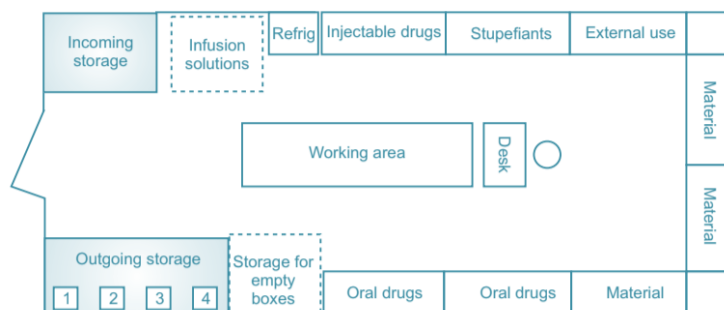 Incoming
storage
Infusion
solutions
Refrig
Injectable drugs
Stupefiants
External use
Material
Working area
Desk
Material
Outgoing storage
1
2
3
4
Storage for
empty
boxes
Oral drugs
Oral drugs
Material